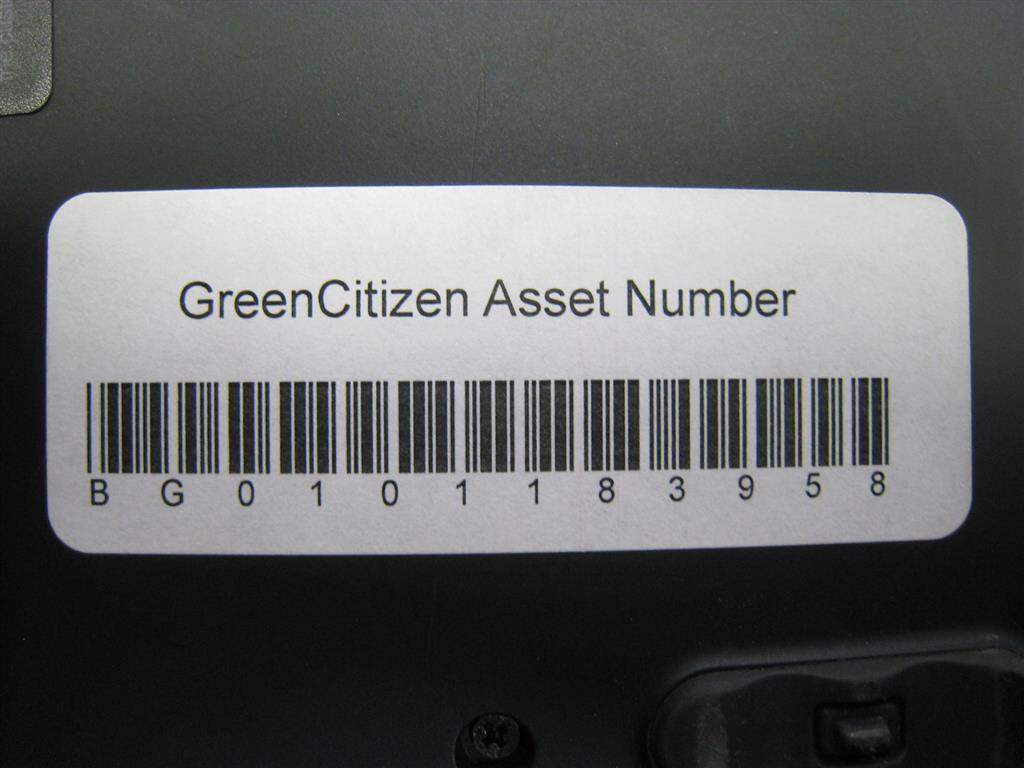 GreenCitizen Asset Number
B G 0 1 0 1 1 8 3 9 5 8